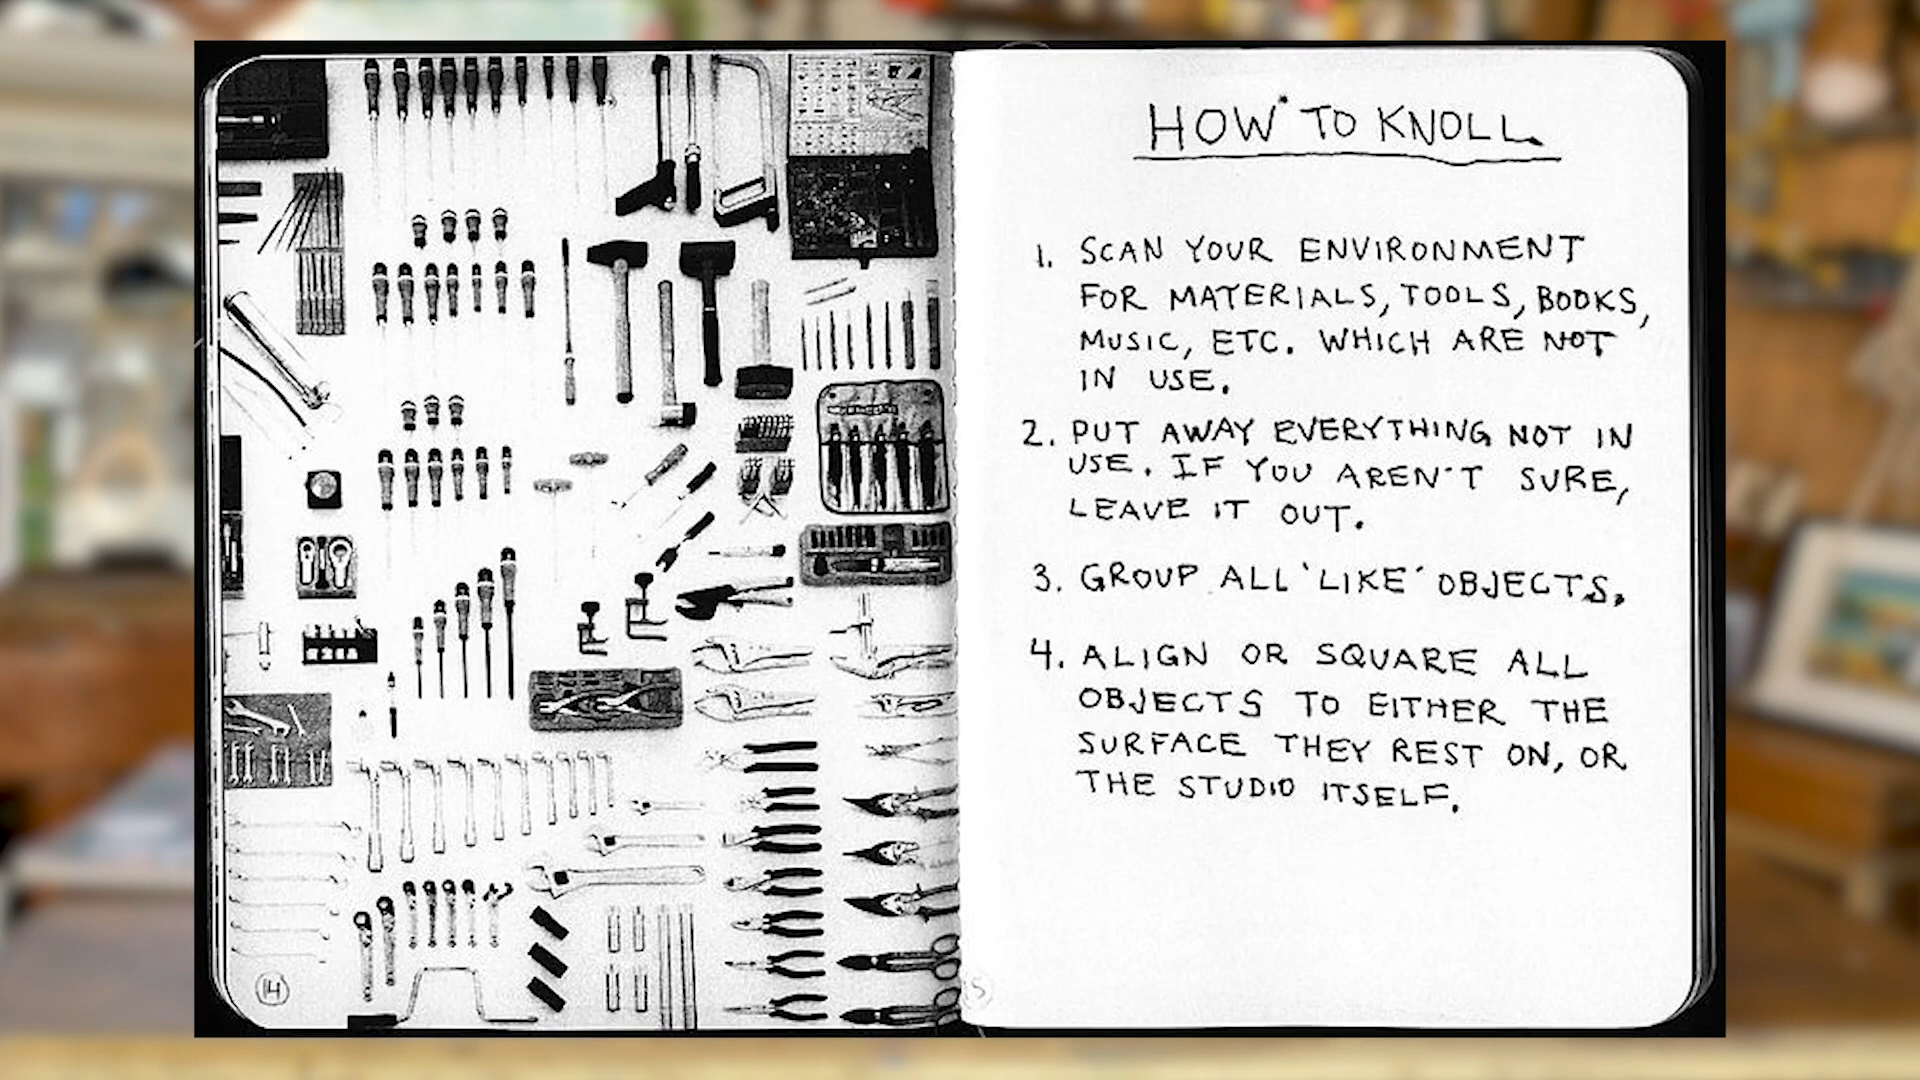 HOW TO KNOLL
1. SCAN YOUR ENVIRONMENT
FOR MATERIALS, TOOLS, BOOKS,
MUSIC, ETC. WHICH ARE NOT
IN USE.
2. PUT AWAY EVERYTHING NOT IN
USE. IF YOU AREN'T SURE,
LEAVE IT OUT.
3. GROUP ALL 'LIKE' OBJECTS.
4. ALIGN OR SQUARE ALL
OBJECTS TO EITHER THE
SURFACE THEY REST ON, OR
THE STUDIO ITSELF.
14